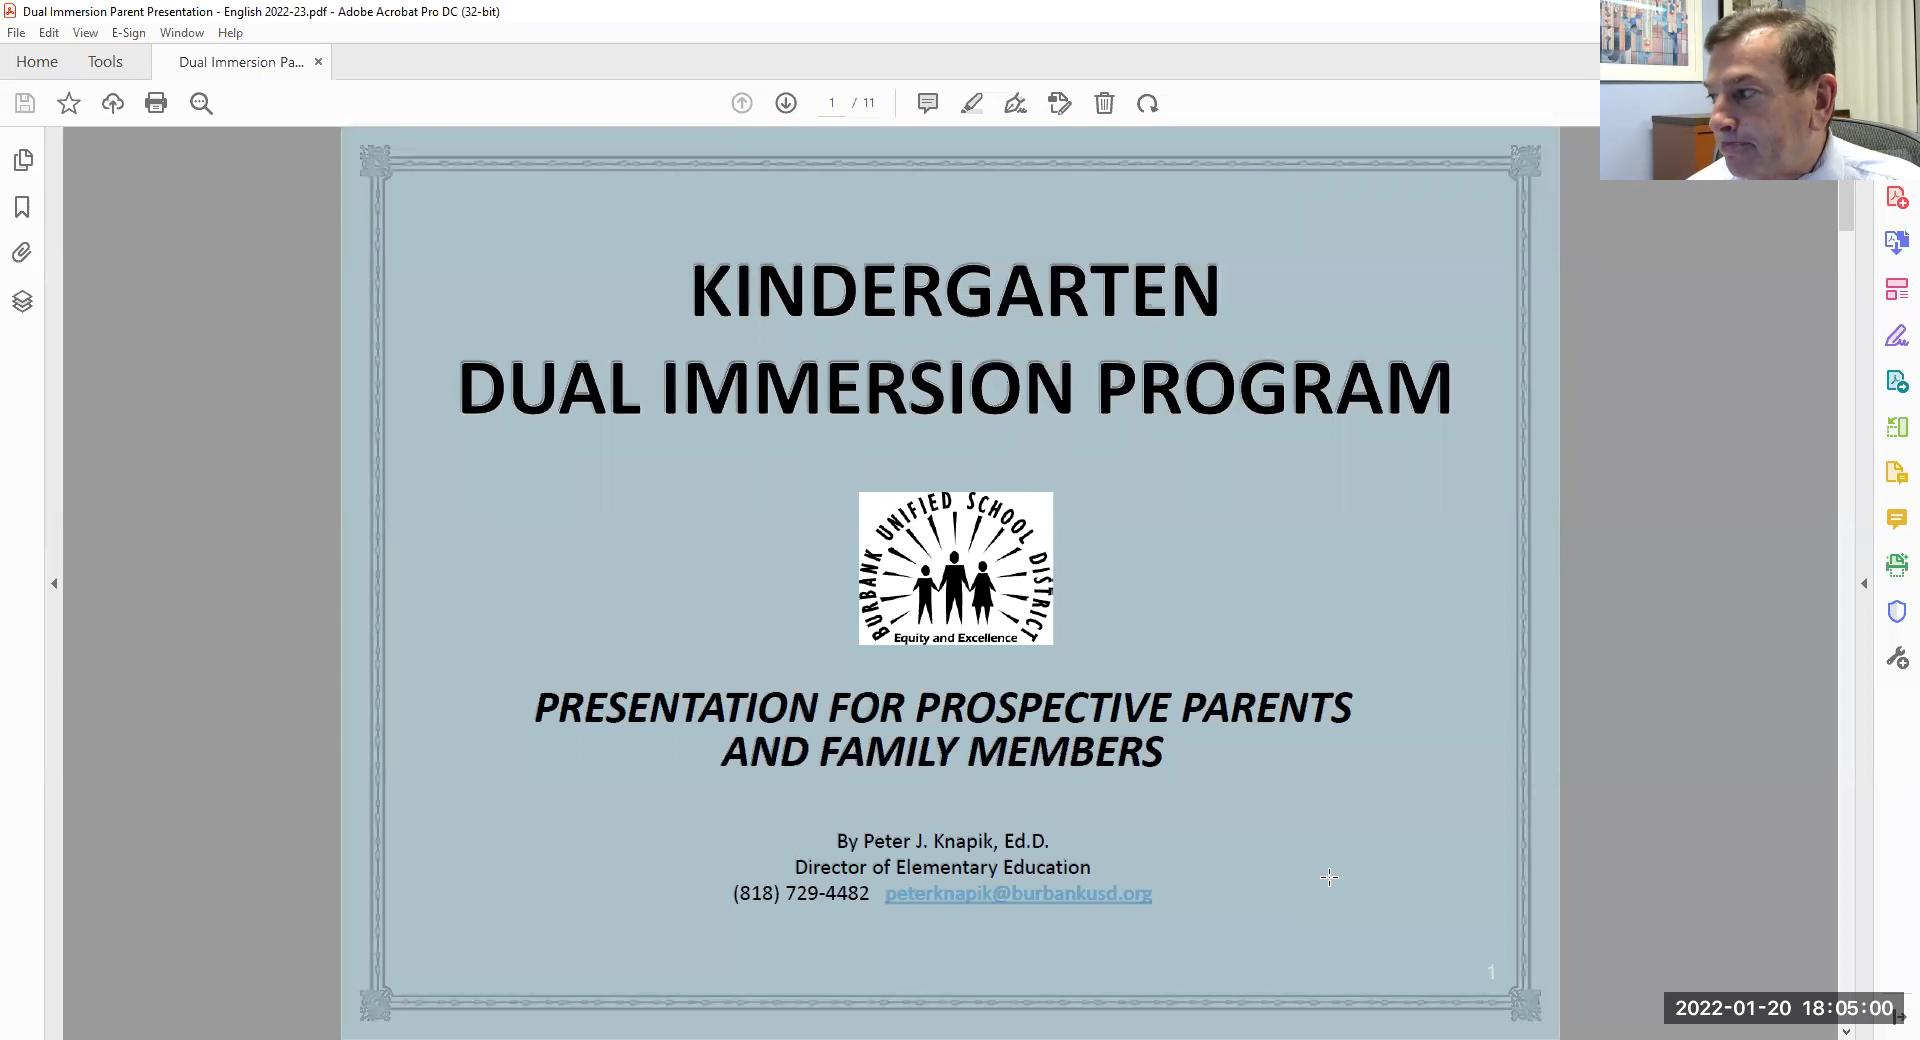 Dual Immersion Parent Presentation - English 2022-23.pdf - Adobe Acrobat Pro DC (32-bit)
File Edit View E-Sign Window Help
Home Tools Dual Immersion Pa... ×
1 / 11
KINDERGARTEN
DUAL IMMERSION PROGRAM
BURBANK UNIFIED SCHOOL DISTRICT
Equity and Excellence
PRESENTATION FOR PROSPECTIVE PARENTS
AND FAMILY MEMBERS
By Peter J. Knapik, Ed.D.
Director of Elementary Education
(818) 729-4482 peterknapik@burbankusd.org
1
2022-01-20 18:05:00